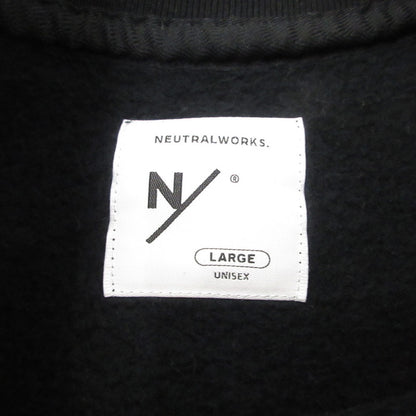 NEUTRALWORKS.
N/®
LARGE
UNISEX